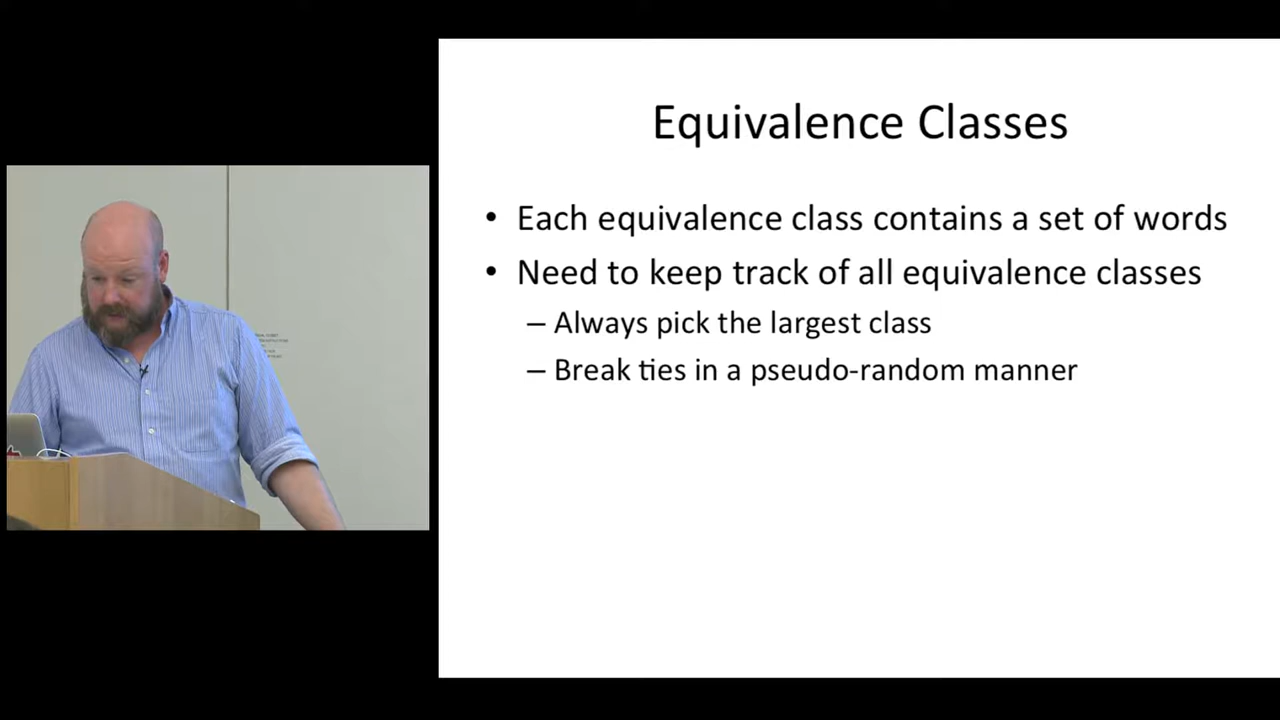 Equivalence Classes
• Each equivalence class contains a set of words
• Need to keep track of all equivalence classes
– Always pick the largest class
– Break ties in a pseudo-random manner